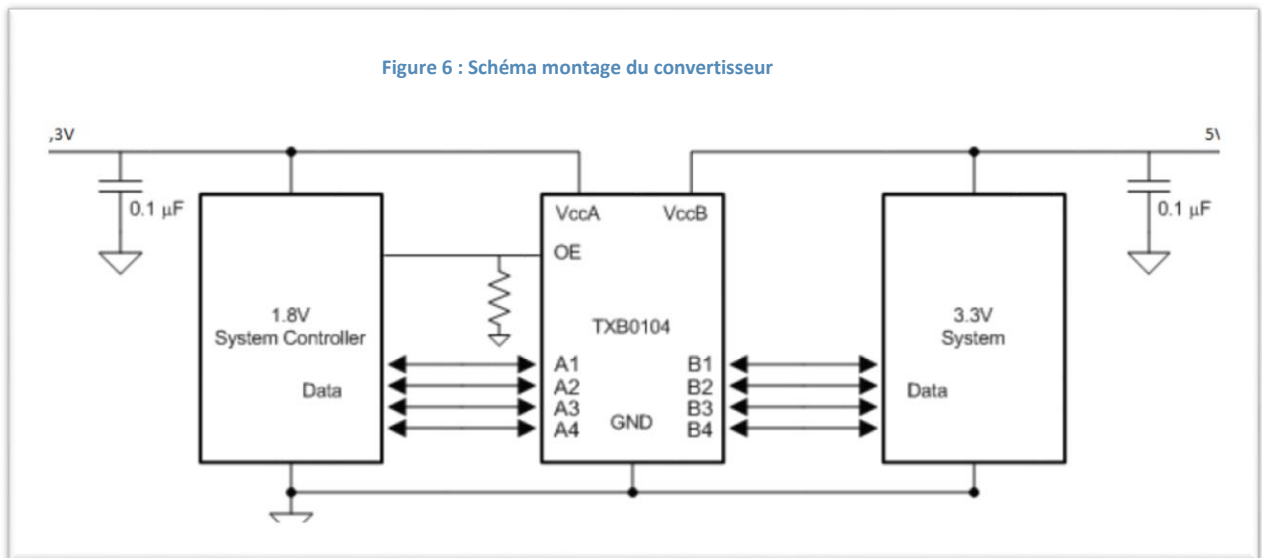 Figure 6 : Schéma montage du convertisseur
,3V
5\
0.1 µF
0.1 µF
VccA
VccB
OE
1.8V
System Controller
TXB0104
3.3V
System
Data
A1
A2
A3
A4
GND
B1
B2
B3
B4
Data